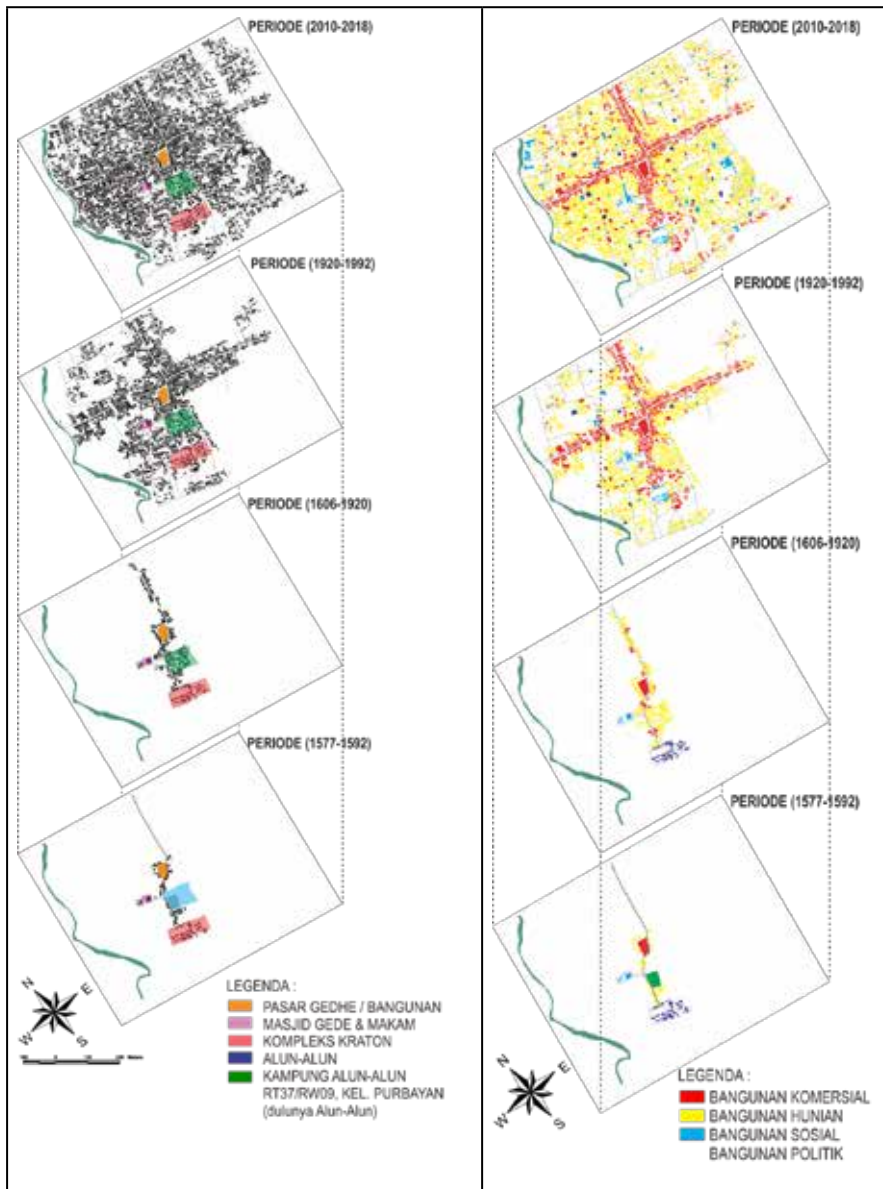 PERIODE (2010-2018)
PERIODE (1920-1992)
PERIODE (1606-1920)
PERIODE (1577-1592)
N
E
W
S
LEGENDA :
PASAR GEDHE / BANGUNAN
MASJID GEDE & MAKAM
KOMPLEKS KRATON
ALUN-ALUN
KAMPUNG ALUN-ALUN
RT37/RW09, KEL. PURBAYAN
(dulunya Alun-Alun)
PERIODE (2010-2018)
PERIODE (1920-1992)
PERIODE (1606-1920)
PERIODE (1577-1592)
N
E
W
S
LEGENDA :
BANGUNAN KOMERSIAL
BANGUNAN HUNIAN
BANGUNAN SOSIAL
BANGUNAN POLITIK